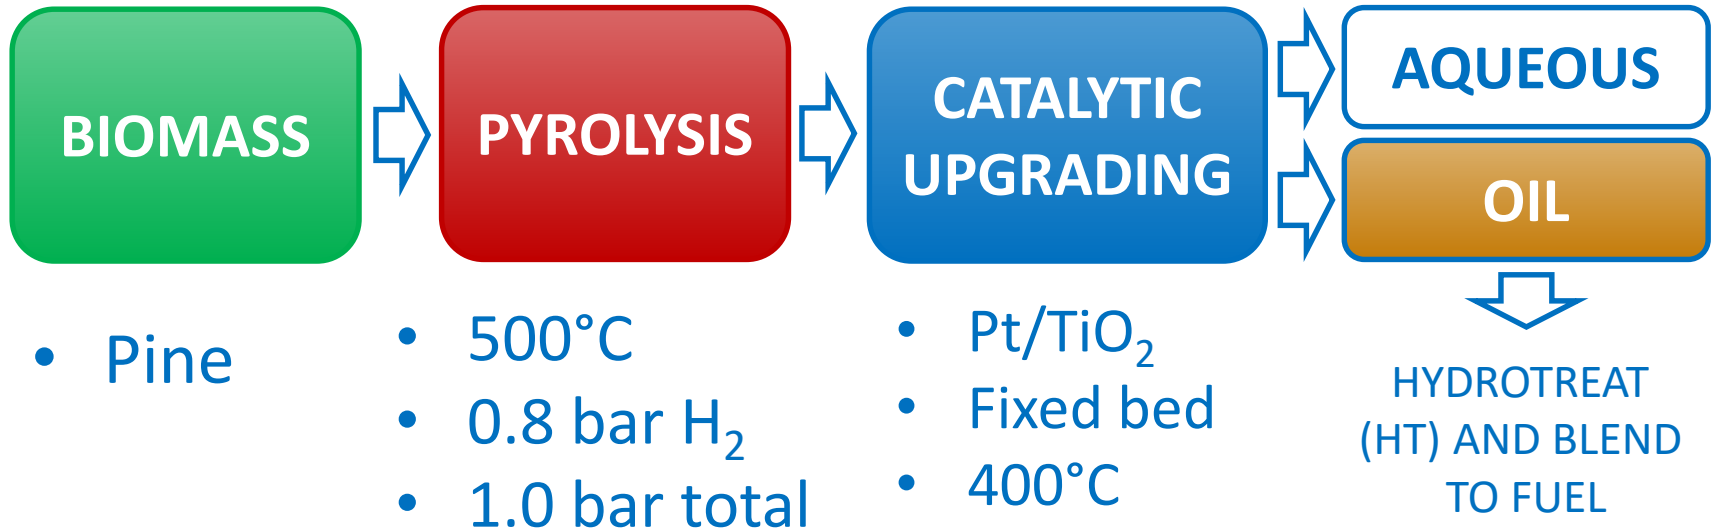 BIOMASS
PYROLYSIS
CATALYTIC
UPGRADING
AQUEOUS
OIL
• Pine
• 500°C
• 0.8 bar H₂
• 1.0 bar total
• Pt/TiO₂
• Fixed bed
• 400°C
HYDROTREAT
(HT) AND BLEND
TO FUEL